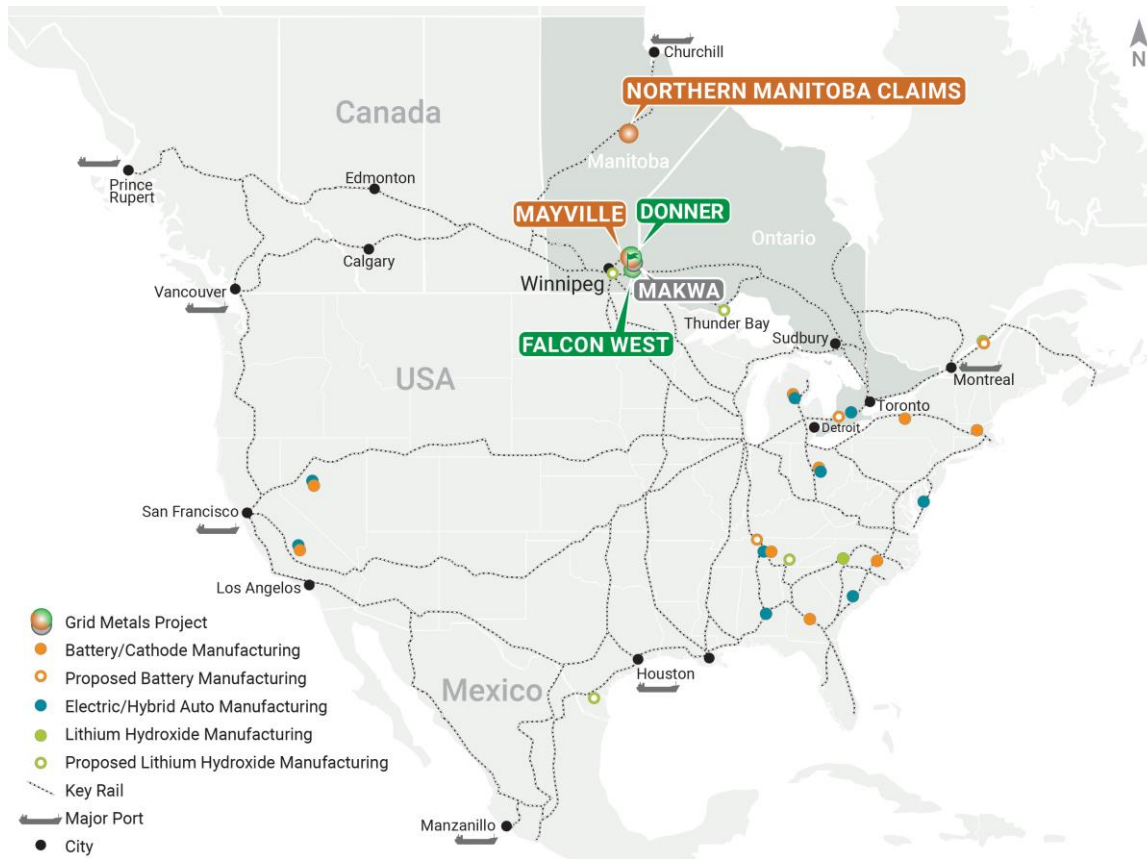 Churchill
N
NORTHERN MANITOBA CLAIMS
Canada
Manitoba
Prince
Rupert
Edmonton
MAYVILLE
DONNER
Ontario
Calgary
Winnipeg
MAKWA
Vancouver
Thunder Bay
FALCON WEST
Sudbury
USA
Montreal
Toronto
Detroit
San Francisco
Los Angelos
Grid Metals Project
Battery/Cathode Manufacturing
Proposed Battery Manufacturing
Electric/Hybrid Auto Manufacturing
Lithium Hydroxide Manufacturing
Proposed Lithium Hydroxide Manufacturing
Key Rail
Major Port
City
Houston
Mexico
Manzanillo